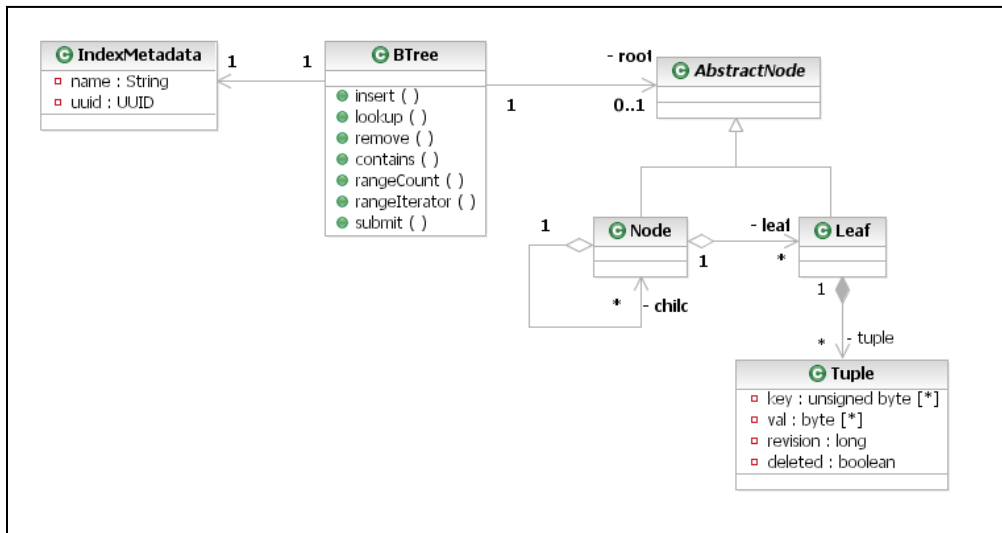 IndexMetadata
name : String
uuid : UUID
1
1
BTree
insert ( )
lookup ( )
remove ( )
contains ( )
rangeCount ( )
rangeIterator ( )
submit ( )
1
- root
0..1
AbstractNode
1
Node
* - chilc
1
- leaf
*
Leaf
1
* - tuple
Tuple
key : unsigned byte [*]
val : byte [*]
revision : long
deleted : boolean